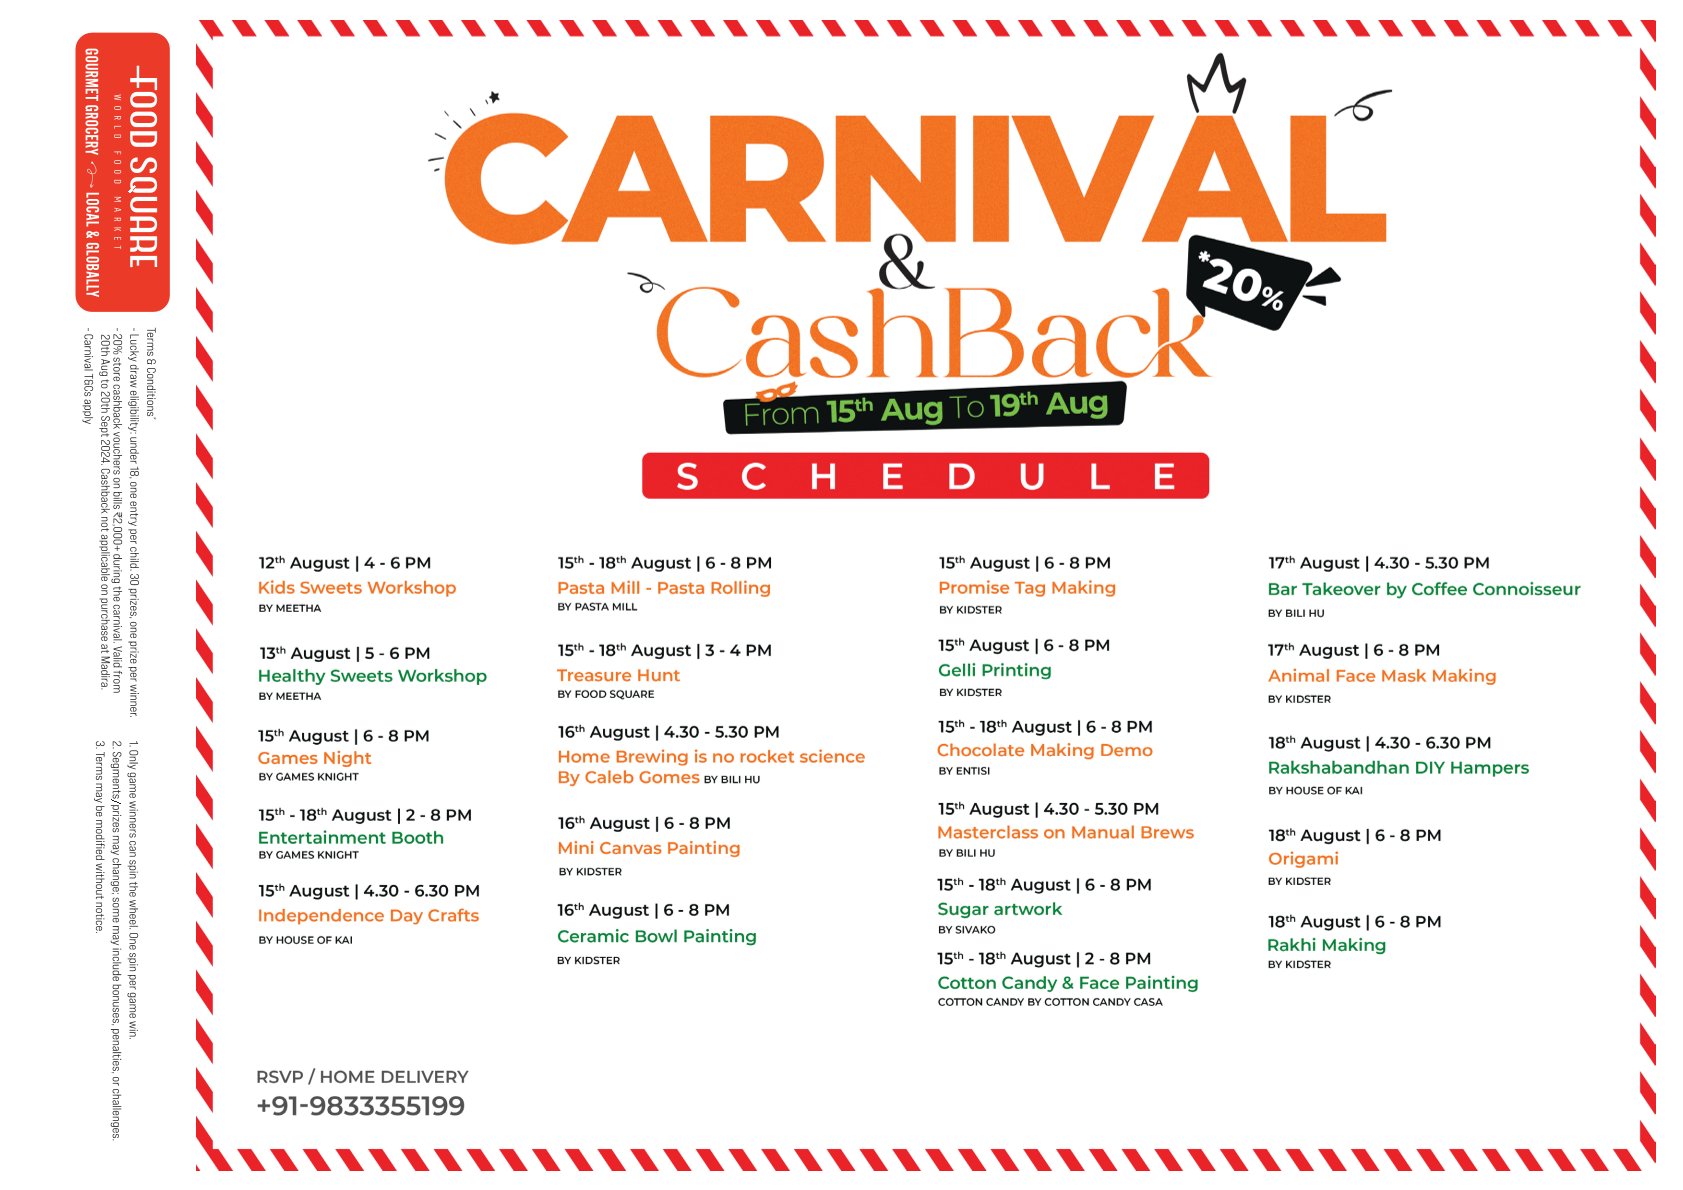 FOOD SQUARE
WORLD FOOD MARKET
GOURMET GROCERY LOCAL & GLOBALLY
Terms & Conditions*
- Lucky draw eligibility: under 18, one entry per child. 30 prizes, one prize per winner.
- 20% store cashback vouchers on bills ₹2,000+ during the carnival. Valid from
20th Aug to 20th Sept 2024. Cashback not applicable on purchase at Madira.
- Carnival T&Cs apply
1. Only game winners can spin the wheel. One spin per game win.
2. Segments/prizes may change; some may include bonuses, penalties, or challenges.
3. Terms may be modified without notice.
CARNIVAL
&
CashBack
*20%
From 15th Aug To 19th Aug
SCHEDULE
12th August | 4 - 6 PM
Kids Sweets Workshop
BY MEETHA
13th August | 5 - 6 PM
Healthy Sweets Workshop
BY MEETHA
15th August | 6 - 8 PM
Games Night
BY GAMES KNIGHT
15th - 18th August | 2 - 8 PM
Entertainment Booth
BY GAMES KNIGHT
15th August | 4.30 - 6.30 PM
Independence Day Crafts
BY HOUSE OF KAI
15th - 18th August | 6 - 8 PM
Pasta Mill - Pasta Rolling
BY PASTA MILL
15th - 18th August | 3 - 4 PM
Treasure Hunt
BY FOOD SQUARE
16th August | 4.30 - 5.30 PM
Home Brewing is no rocket science
By Caleb Gomes BY BILI HU
16th August | 6 - 8 PM
Mini Canvas Painting
BY KIDSTER
16th August | 6 - 8 PM
Ceramic Bowl Painting
BY KIDSTER
15th August | 6 - 8 PM
Promise Tag Making
BY KIDSTER
15th August | 6 - 8 PM
Gelli Printing
BY KIDSTER
15th - 18th August | 6 - 8 PM
Chocolate Making Demo
BY ENTISI
15th August | 4.30 - 5.30 PM
Masterclass on Manual Brews
BY BILI HU
15th - 18th August | 6 - 8 PM
Sugar artwork
BY SIVAKO
15th - 18th August | 2 - 8 PM
Cotton Candy & Face Painting
COTTON CANDY BY COTTON CANDY CASA
17th August | 4.30 - 5.30 PM
Bar Takeover by Coffee Connoisseur
BY BILI HU
17th August | 6 - 8 PM
Animal Face Mask Making
BY KIDSTER
18th August | 4.30 - 6.30 PM
Rakshabandhan DIY Hampers
BY HOUSE OF KAI
18th August | 6 - 8 PM
Origami
BY KIDSTER
18th August | 6 - 8 PM
Rakhi Making
BY KIDSTER
RSVP / HOME DELIVERY
+91-9833355199